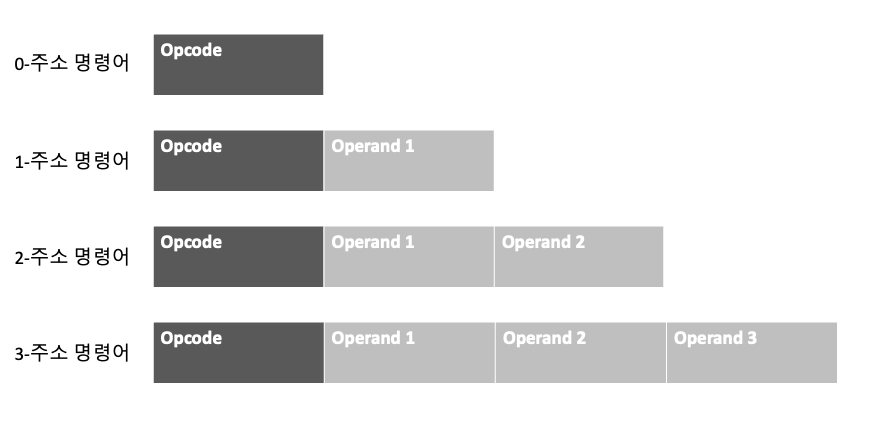 0-주소 명령어 Opcode
1-주소 명령어 Opcode Operand 1
2-주소 명령어 Opcode Operand 1 Operand 2
3-주소 명령어 Opcode Operand 1 Operand 2 Operand 3